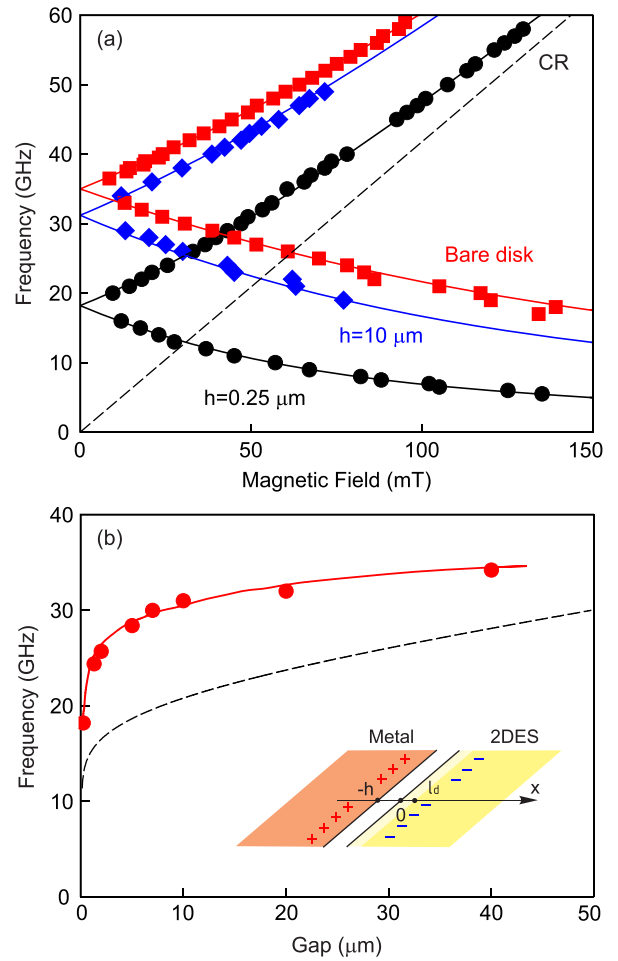 (a)
60
50
40
30
20
10
0
Frequency (GHz)
CR
Bare disk
h=10 μm
h=0.25 μm
0
50
100
150
Magnetic Field (mT)
(b)
40
30
20
10
0
Frequency (GHz)
Metal
2DES
-h
l_d
x
0
0
10
20
30
40
50
Gap (μm)